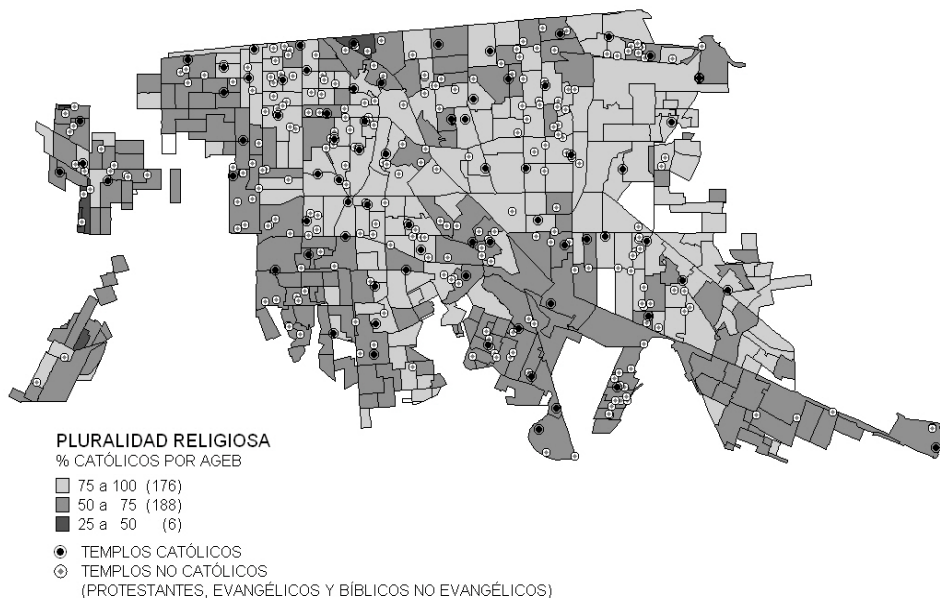 PLURALIDAD RELIGIOSA
% CATÓLICOS POR AGEB
75 a 100 (176)
50 a 75 (188)
25 a 50 (6)
TEMPLOS CATÓLICOS
TEMPLOS NO CATÓLICOS
(PROTESTANTES, EVANGÉLICOS Y BÍBLICOS NO EVANGÉLICOS)